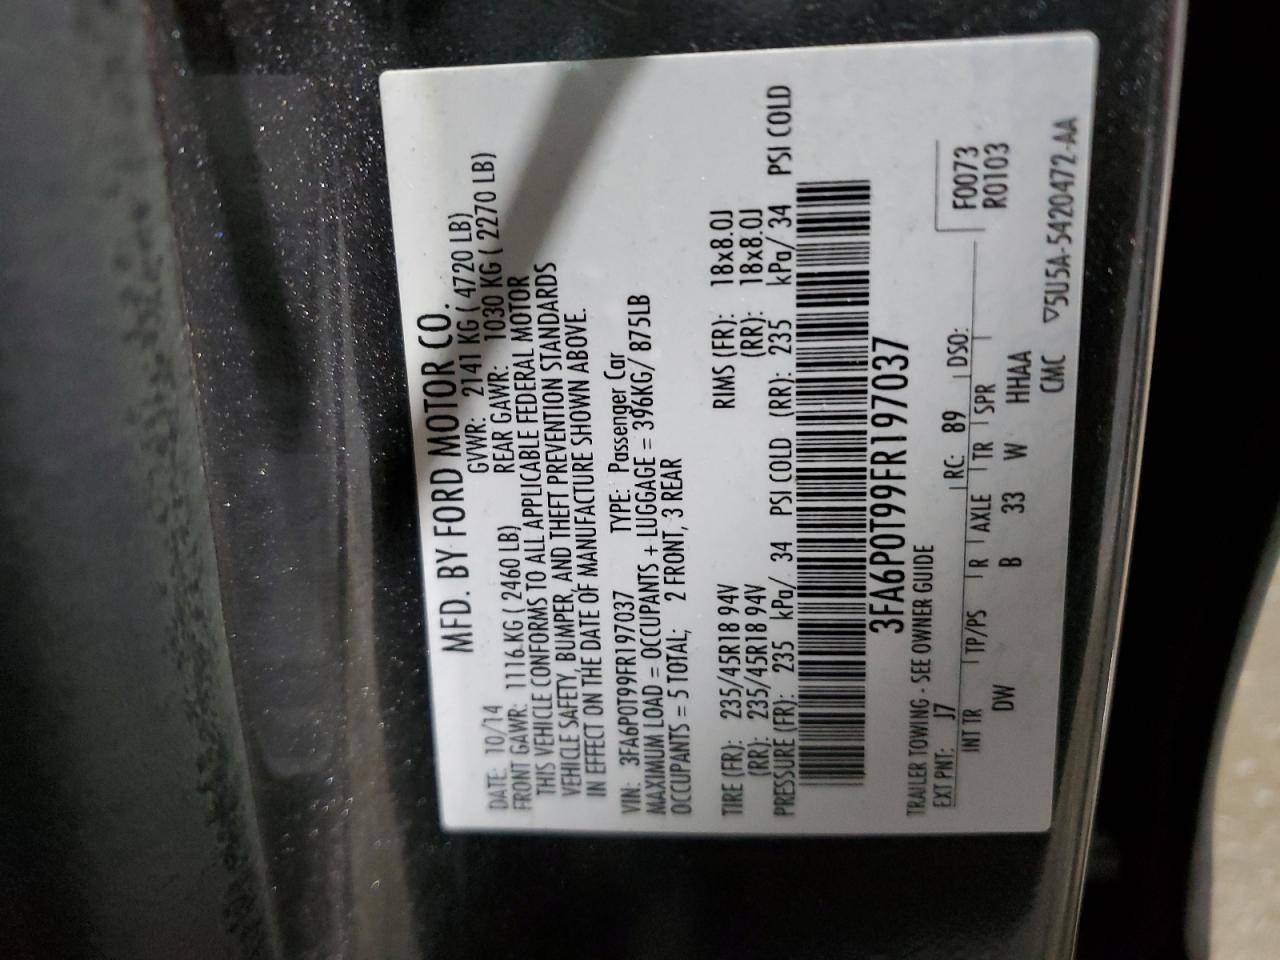 MFD. BY FORD MOTOR CO.
DATE: 10/14 GVWR: 2141 KG ( 4720 LB)
FRONT GAWR: 1116 KG ( 2460 LB) REAR GAWR: 1030 KG ( 2270 LB)
THIS VEHICLE CONFORMS TO ALL APPLICABLE FEDERAL MOTOR
VEHICLE SAFETY, BUMPER, AND THEFT PREVENTION STANDARDS
IN EFFECT ON THE DATE OF MANUFACTURE SHOWN ABOVE.
VIN: 3FA6P0T99FR197037 TYPE: Passenger Car
MAXIMUM LOAD = OCCUPANTS + LUGGAGE = 396KG/ 875LB
OCCUPANTS = 5 TOTAL; 2 FRONT, 3 REAR
TIRE (FR): 235/45R18 94V RIMS (FR): 18x8.0J
(RR): 235/45R18 94V (RR): 18x8.0J
PRESSURE (FR): 235 kPa/ 34 PSI COLD (RR): 235 kPa/ 34 PSI COLD
3FA6P0T99FR197037
TRAILER TOWING - SEE OWNER GUIDE
F0073
R0103
EXT PNT: J7 RC: 89 DSO:
INT TR TP/PS R AXLE TR SPR
DW B 33 W HHAA
CMC ▽5U5A-5420472-AA